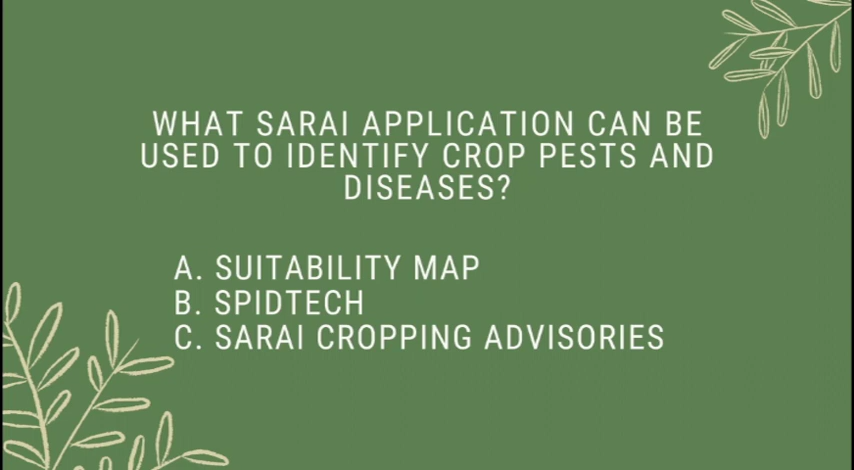 WHAT SARAI APPLICATION CAN BE
USED TO IDENTIFY CROP PESTS AND
DISEASES?
A. SUITABILITY MAP
B. SPIDTECH
C. SARAI CROPPING ADVISORIES